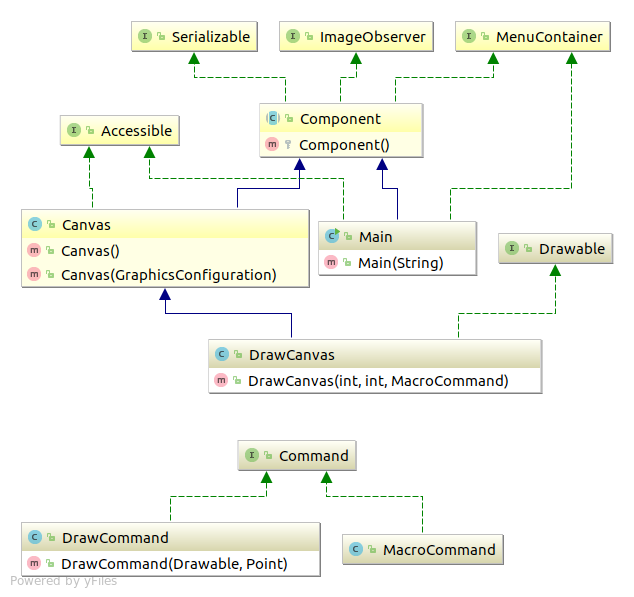 I Serializable
I ImageObserver
I MenuContainer
I Accessible
C Component
m Component()
C Canvas
m Canvas()
m Canvas(GraphicsConfiguration)
C Main
m Main(String)
I Drawable
C DrawCanvas
m DrawCanvas(int, int, MacroCommand)
I Command
C DrawCommand
m DrawCommand(Drawable, Point)
C MacroCommand
Powered by yFiles